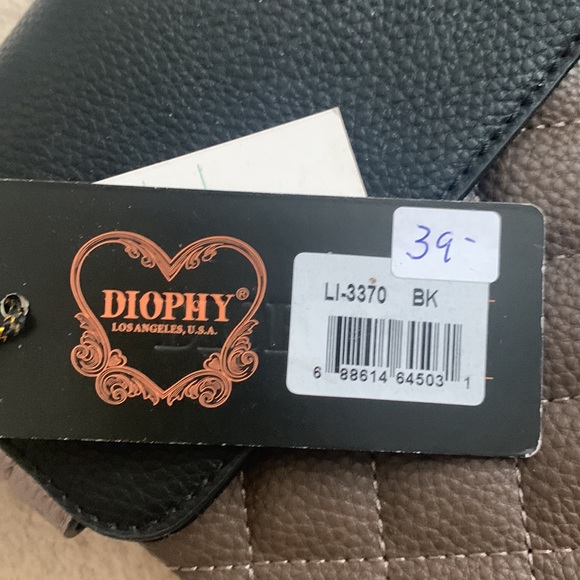 39-
DIOPHY®
LOS ANGELES, U.S.A.
LI-3370 BK
6 88614 64503 1